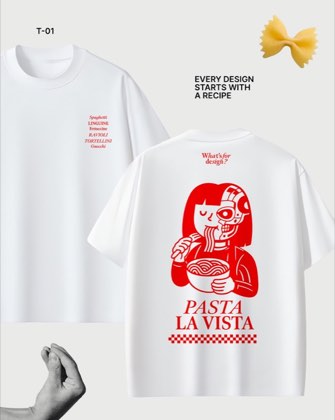 T-01
EVERY DESIGN
STARTS WITH
A RECIPE
Spaghetti
LINGUINE
Fettuccine
RAVIOLI
TORTELLINI
Gnocchi
What's for
design?
PASTA
LA VISTA